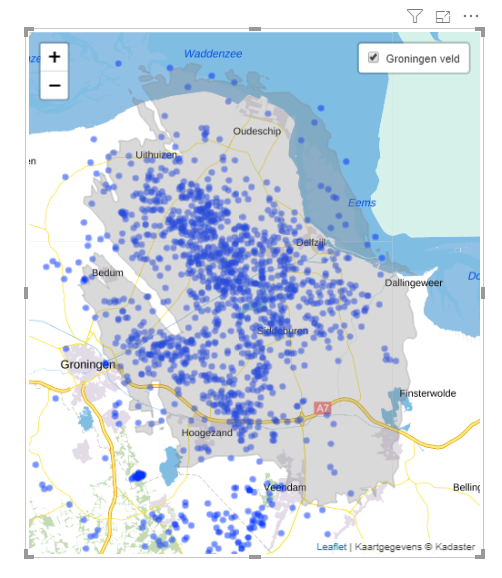 Waddenzee
+
−
Groningen veld
Oudeschip
Uithuizen
en
Eems
Delfzijl
Bedum
Dallingeweer
Siddeburen
Groningen
Finsterwolde
A7
Hoogezand
Veendam
Belling
Leaflet | Kaartgegevens © Kadaster